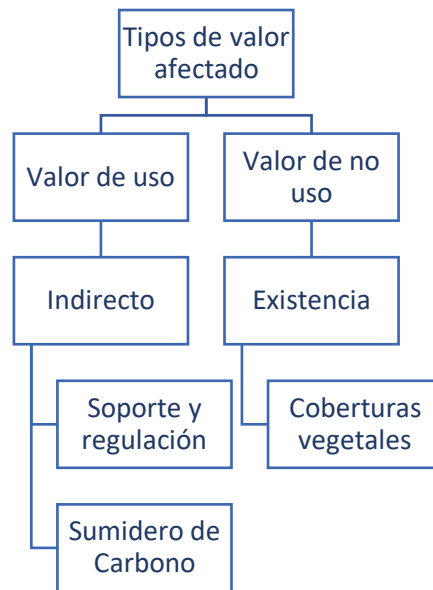 Tipos de valor
afectado
Valor de uso
Valor de no
uso
Indirecto
Existencia
Soporte y
regulación
Coberturas
vegetales
Sumidero de
Carbono